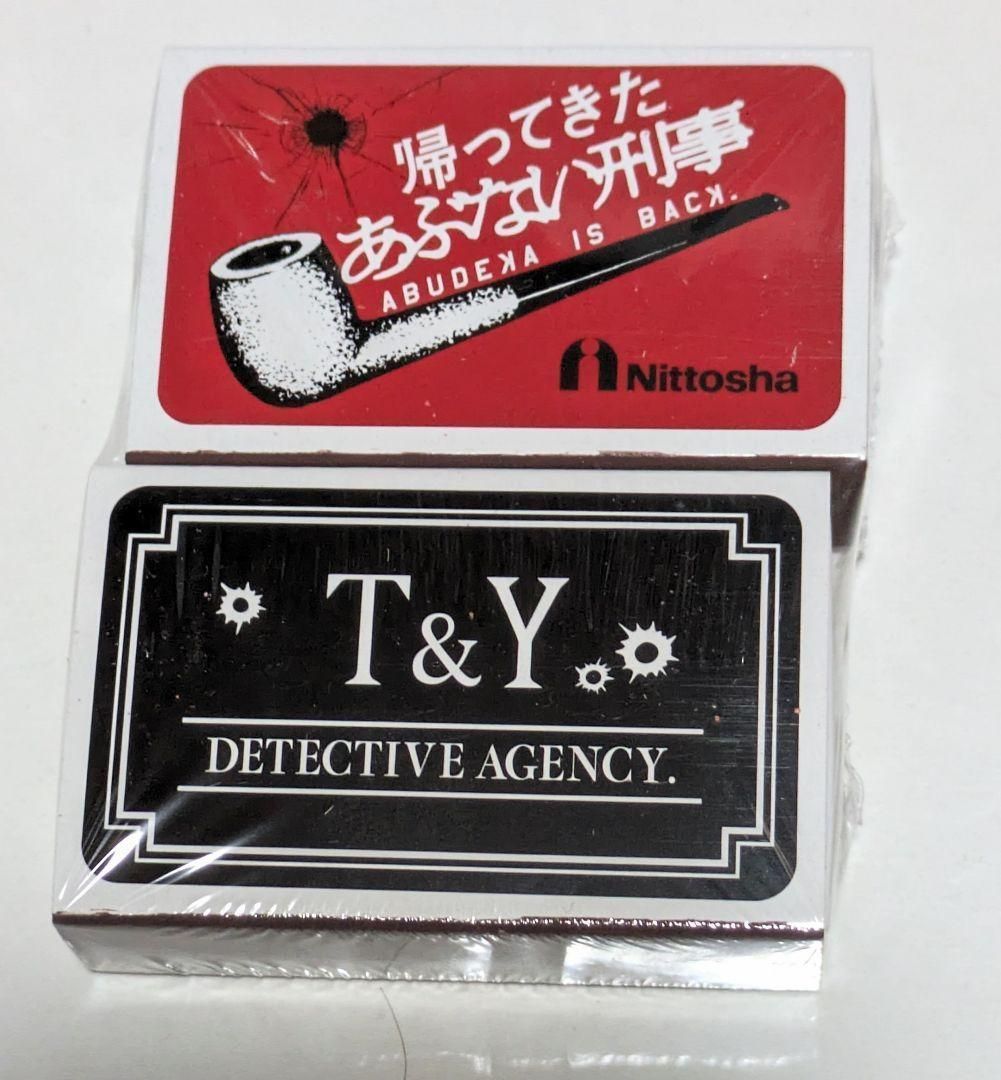 帰ってきた
あぶない刑事
ABUDEKA IS BACK.
Nittosha
T&Y
DETECTIVE AGENCY.